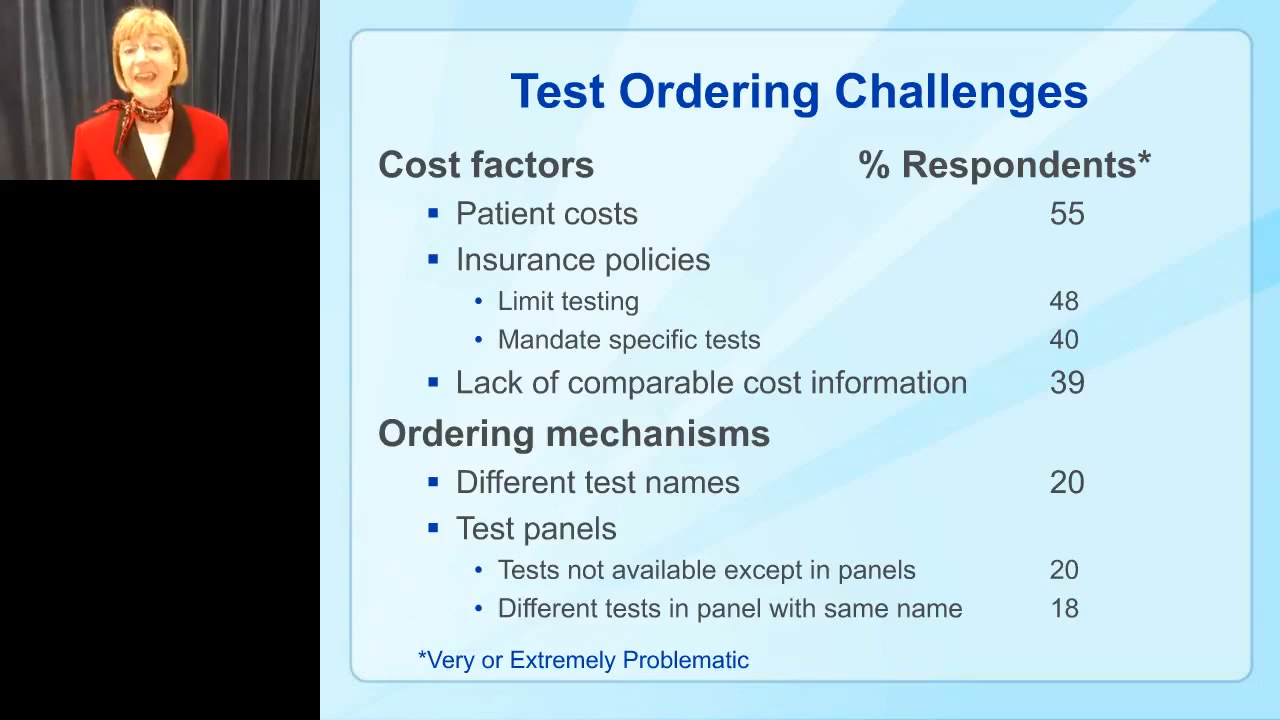 Test Ordering Challenges
Cost factors % Respondents*
▪ Patient costs 55
▪ Insurance policies
• Limit testing 48
• Mandate specific tests 40
▪ Lack of comparable cost information 39
Ordering mechanisms
▪ Different test names 20
▪ Test panels
• Tests not available except in panels 20
• Different tests in panel with same name 18
*Very or Extremely Problematic